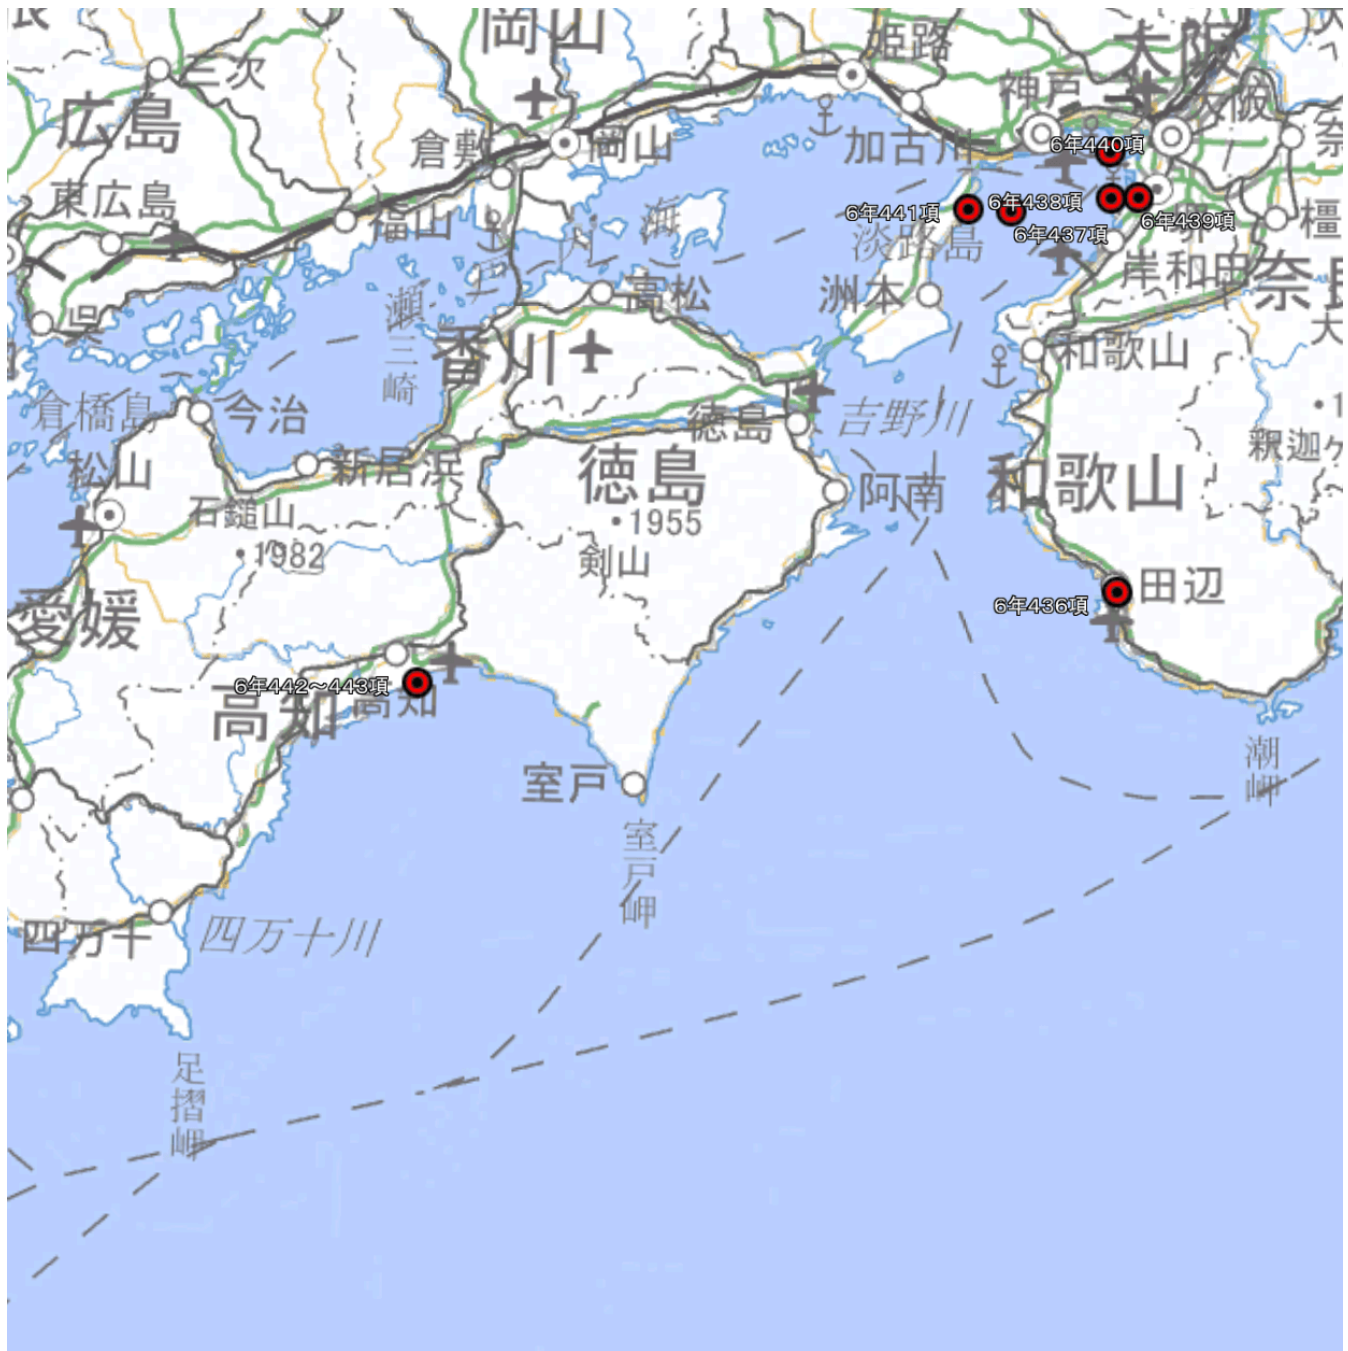 岡山
姫路
大阪
三次
神戸
大阪
広島
倉敷
岡山
加古川
6年440項
東広島
福山
海
内
瀬戸
6年441項
6年438項
6年439項
6年437項
淡路島
堺
橿
岸和田
奈良
呉
高松
洲本
瀬
三崎
香川
和歌山
倉橋島
今治
徳島
吉野川
釈迦ケ
松山
新居浜
徳島
阿南
和歌山
石鎚山
・1955
・1982
剣山
愛媛
田辺
6年436項
6年442～443項
高知
高知
室戸
潮岬
室戸岬
四万十
四万十川
足摺岬